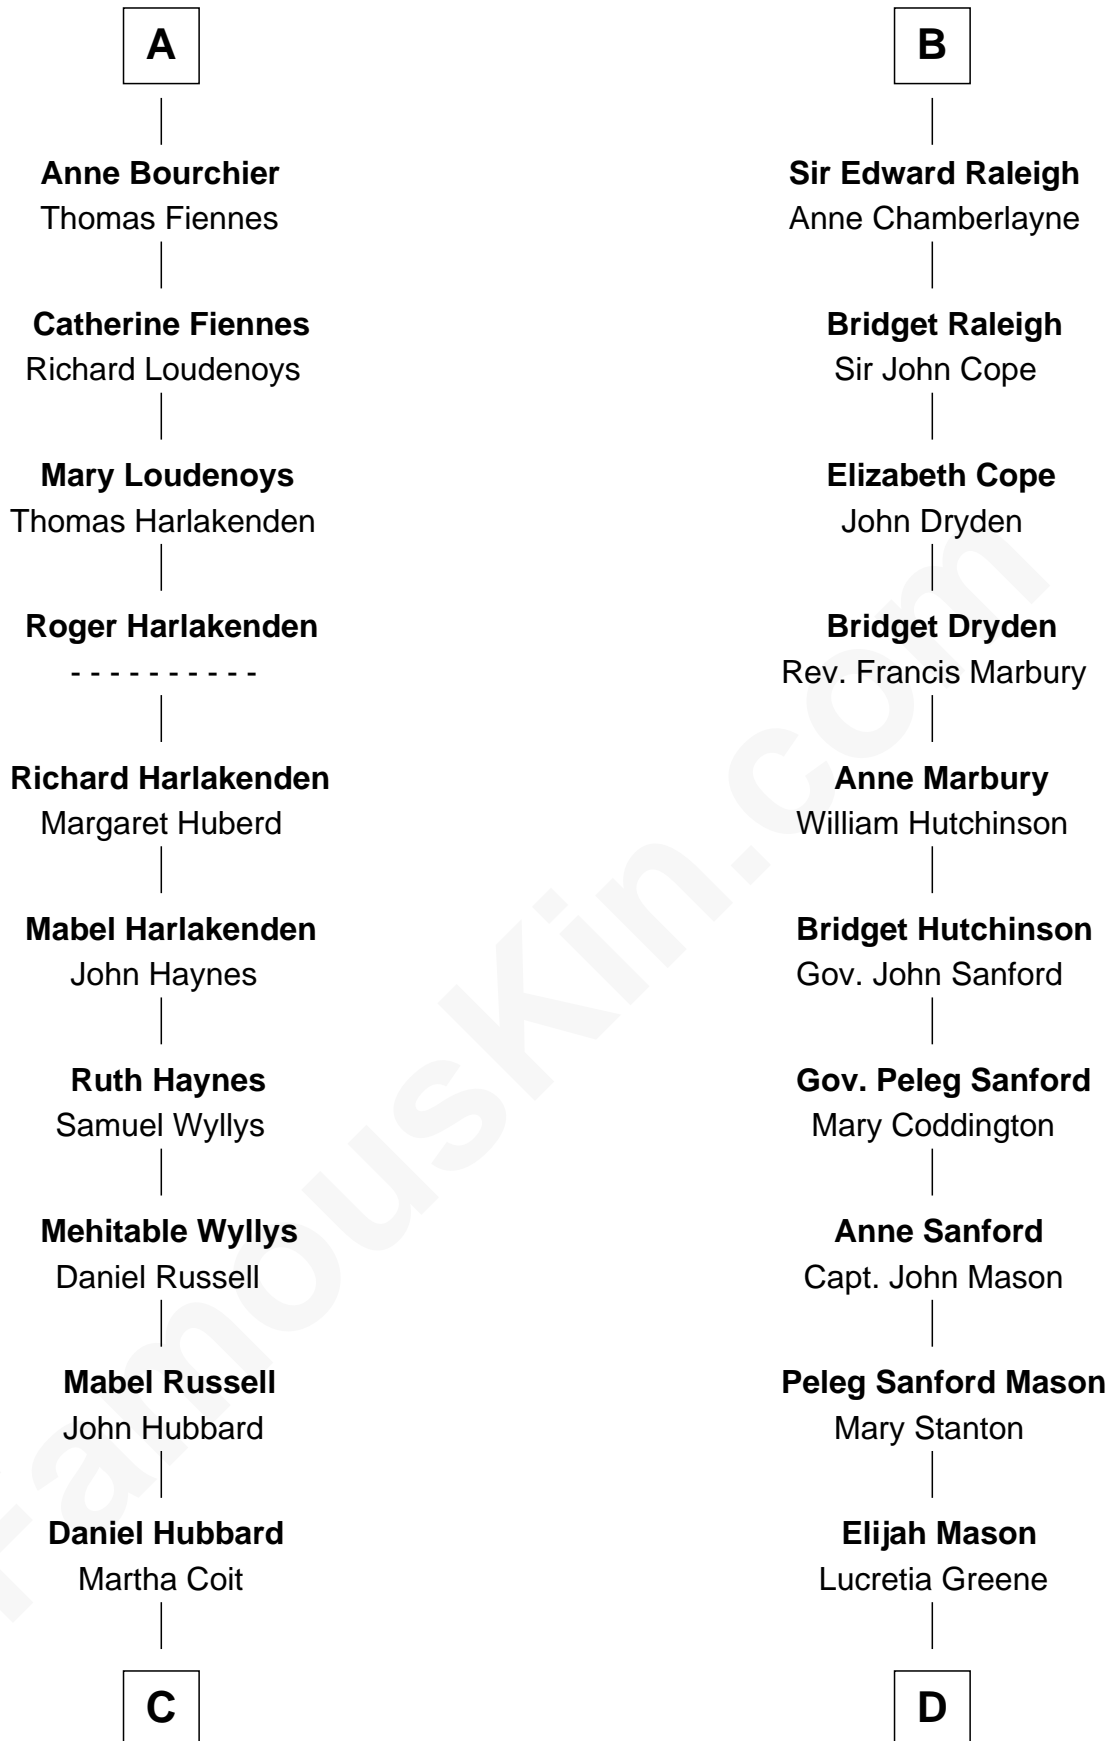 A
Anne Bourchier
Thomas Fiennes
Catherine Fiennes
Richard Loudenoys
Mary Loudenoys
Thomas Harlakenden
Roger Harlakenden
- - - - - - - - - -
Richard Harlakenden
Margaret Huberd
Mabel Harlakenden
John Haynes
Ruth Haynes
Samuel Wyllys
Mehitable Wyllys
Daniel Russell
Mabel Russell
John Hubbard
Daniel Hubbard
Martha Coit
C
B
Sir Edward Raleigh
Anne Chamberlayne
Bridget Raleigh
Sir John Cope
Elizabeth Cope
John Dryden
Bridget Dryden
Rev. Francis Marbury
Anne Marbury
William Hutchinson
Bridget Hutchinson
Gov. John Sanford
Gov. Peleg Sanford
Mary Coddington
Anne Sanford
Capt. John Mason
Peleg Sanford Mason
Mary Stanton
Elijah Mason
Lucretia Greene
D
FamousKin.com